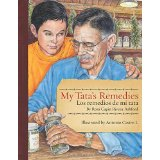 My Tata's Remedies
Los remedios de mi tata
By Roni Capin Rivera-Ashford
Illustrated by Antonio Castro L.